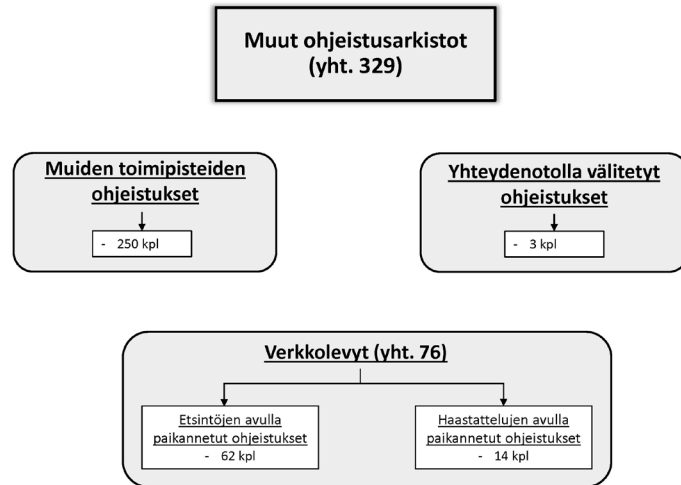 Muut ohjeistusarkistot
(yht. 329)
Muiden toimipisteiden
ohjeistukset
- 250 kpl
Yhteydenotolla välitetyt
ohjeistukset
- 3 kpl
Verkkolevyt (yht. 76)
Etsintöjen avulla
paikannetut ohjeistukset
- 62 kpl
Haastattelujen avulla
paikannetut ohjeistukset
- 14 kpl